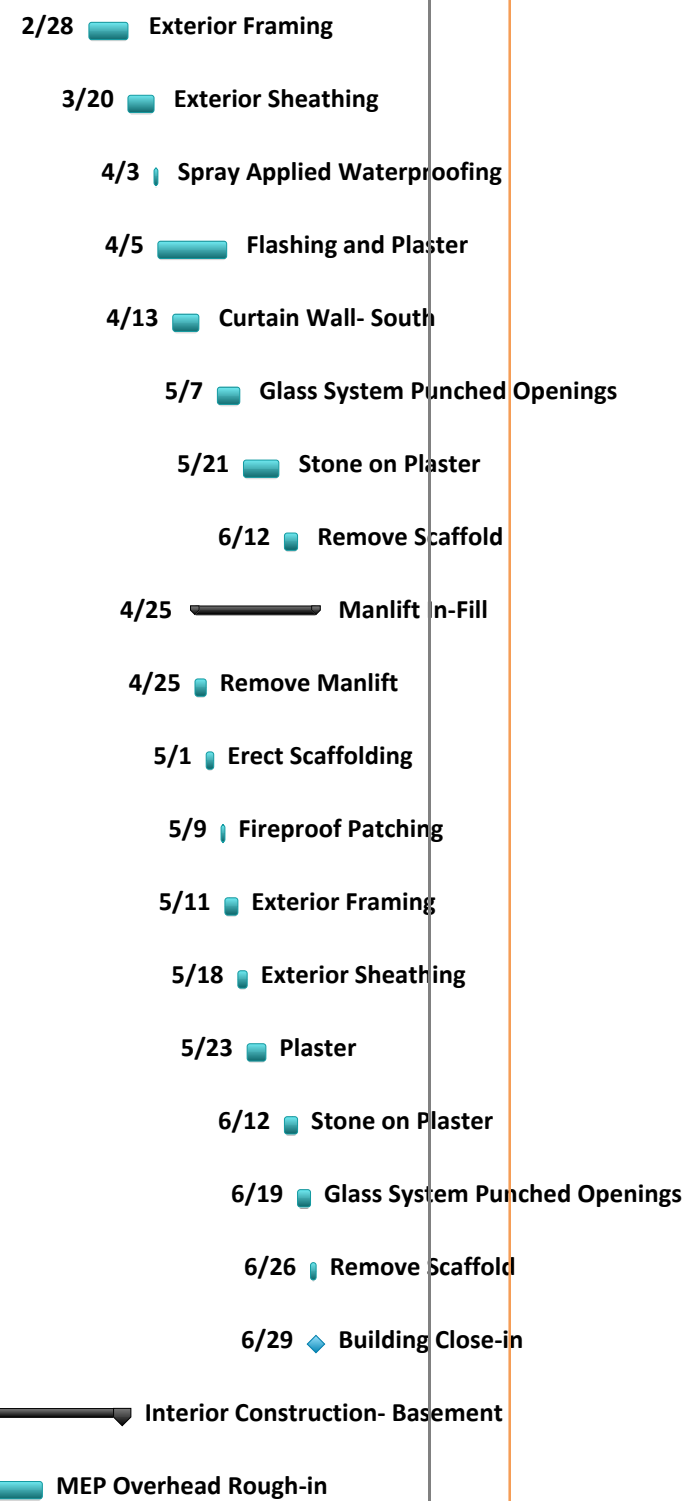 2/28 Exterior Framing
3/20 Exterior Sheathing
4/3 Spray Applied Waterproofing
4/5 Flashing and Plaster
4/13 Curtain Wall- South
5/7 Glass System Punched Openings
5/21 Stone on Plaster
6/12 Remove Scaffold
4/25 Manlift In-Fill
4/25 Remove Manlift
5/1 Erect Scaffolding
5/9 Fireproof Patching
5/11 Exterior Framing
5/18 Exterior Sheathing
5/23 Plaster
6/12 Stone on Plaster
6/19 Glass System Punched Openings
6/26 Remove Scaffold
6/29 Building Close-in
Interior Construction- Basement
MEP Overhead Rough-in